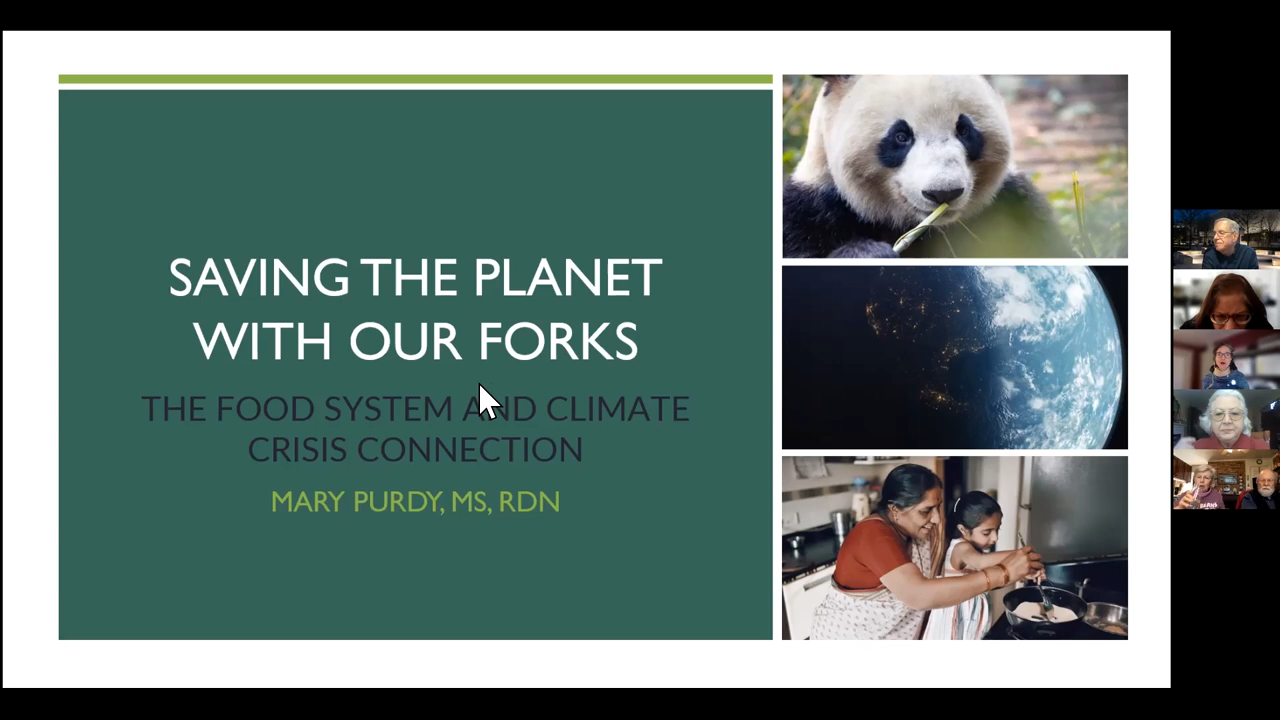 SAVING THE PLANET
WITH OUR FORKS
THE FOOD SYSTEM AND CLIMATE
CRISIS CONNECTION
MARY PURDY, MS, RDN